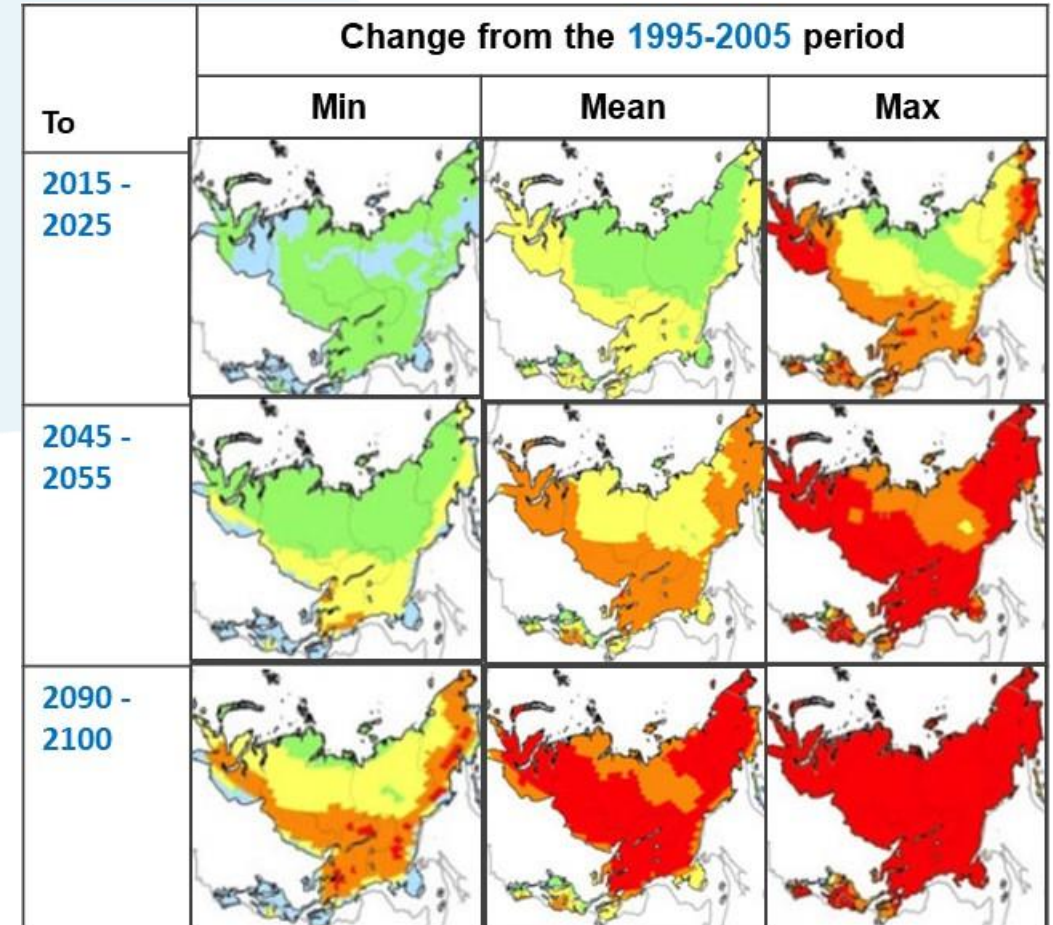 Change from the 1995-2005 period
To
Min
Mean
Max
2015 -
2025
2045 -
2055
2090 -
2100